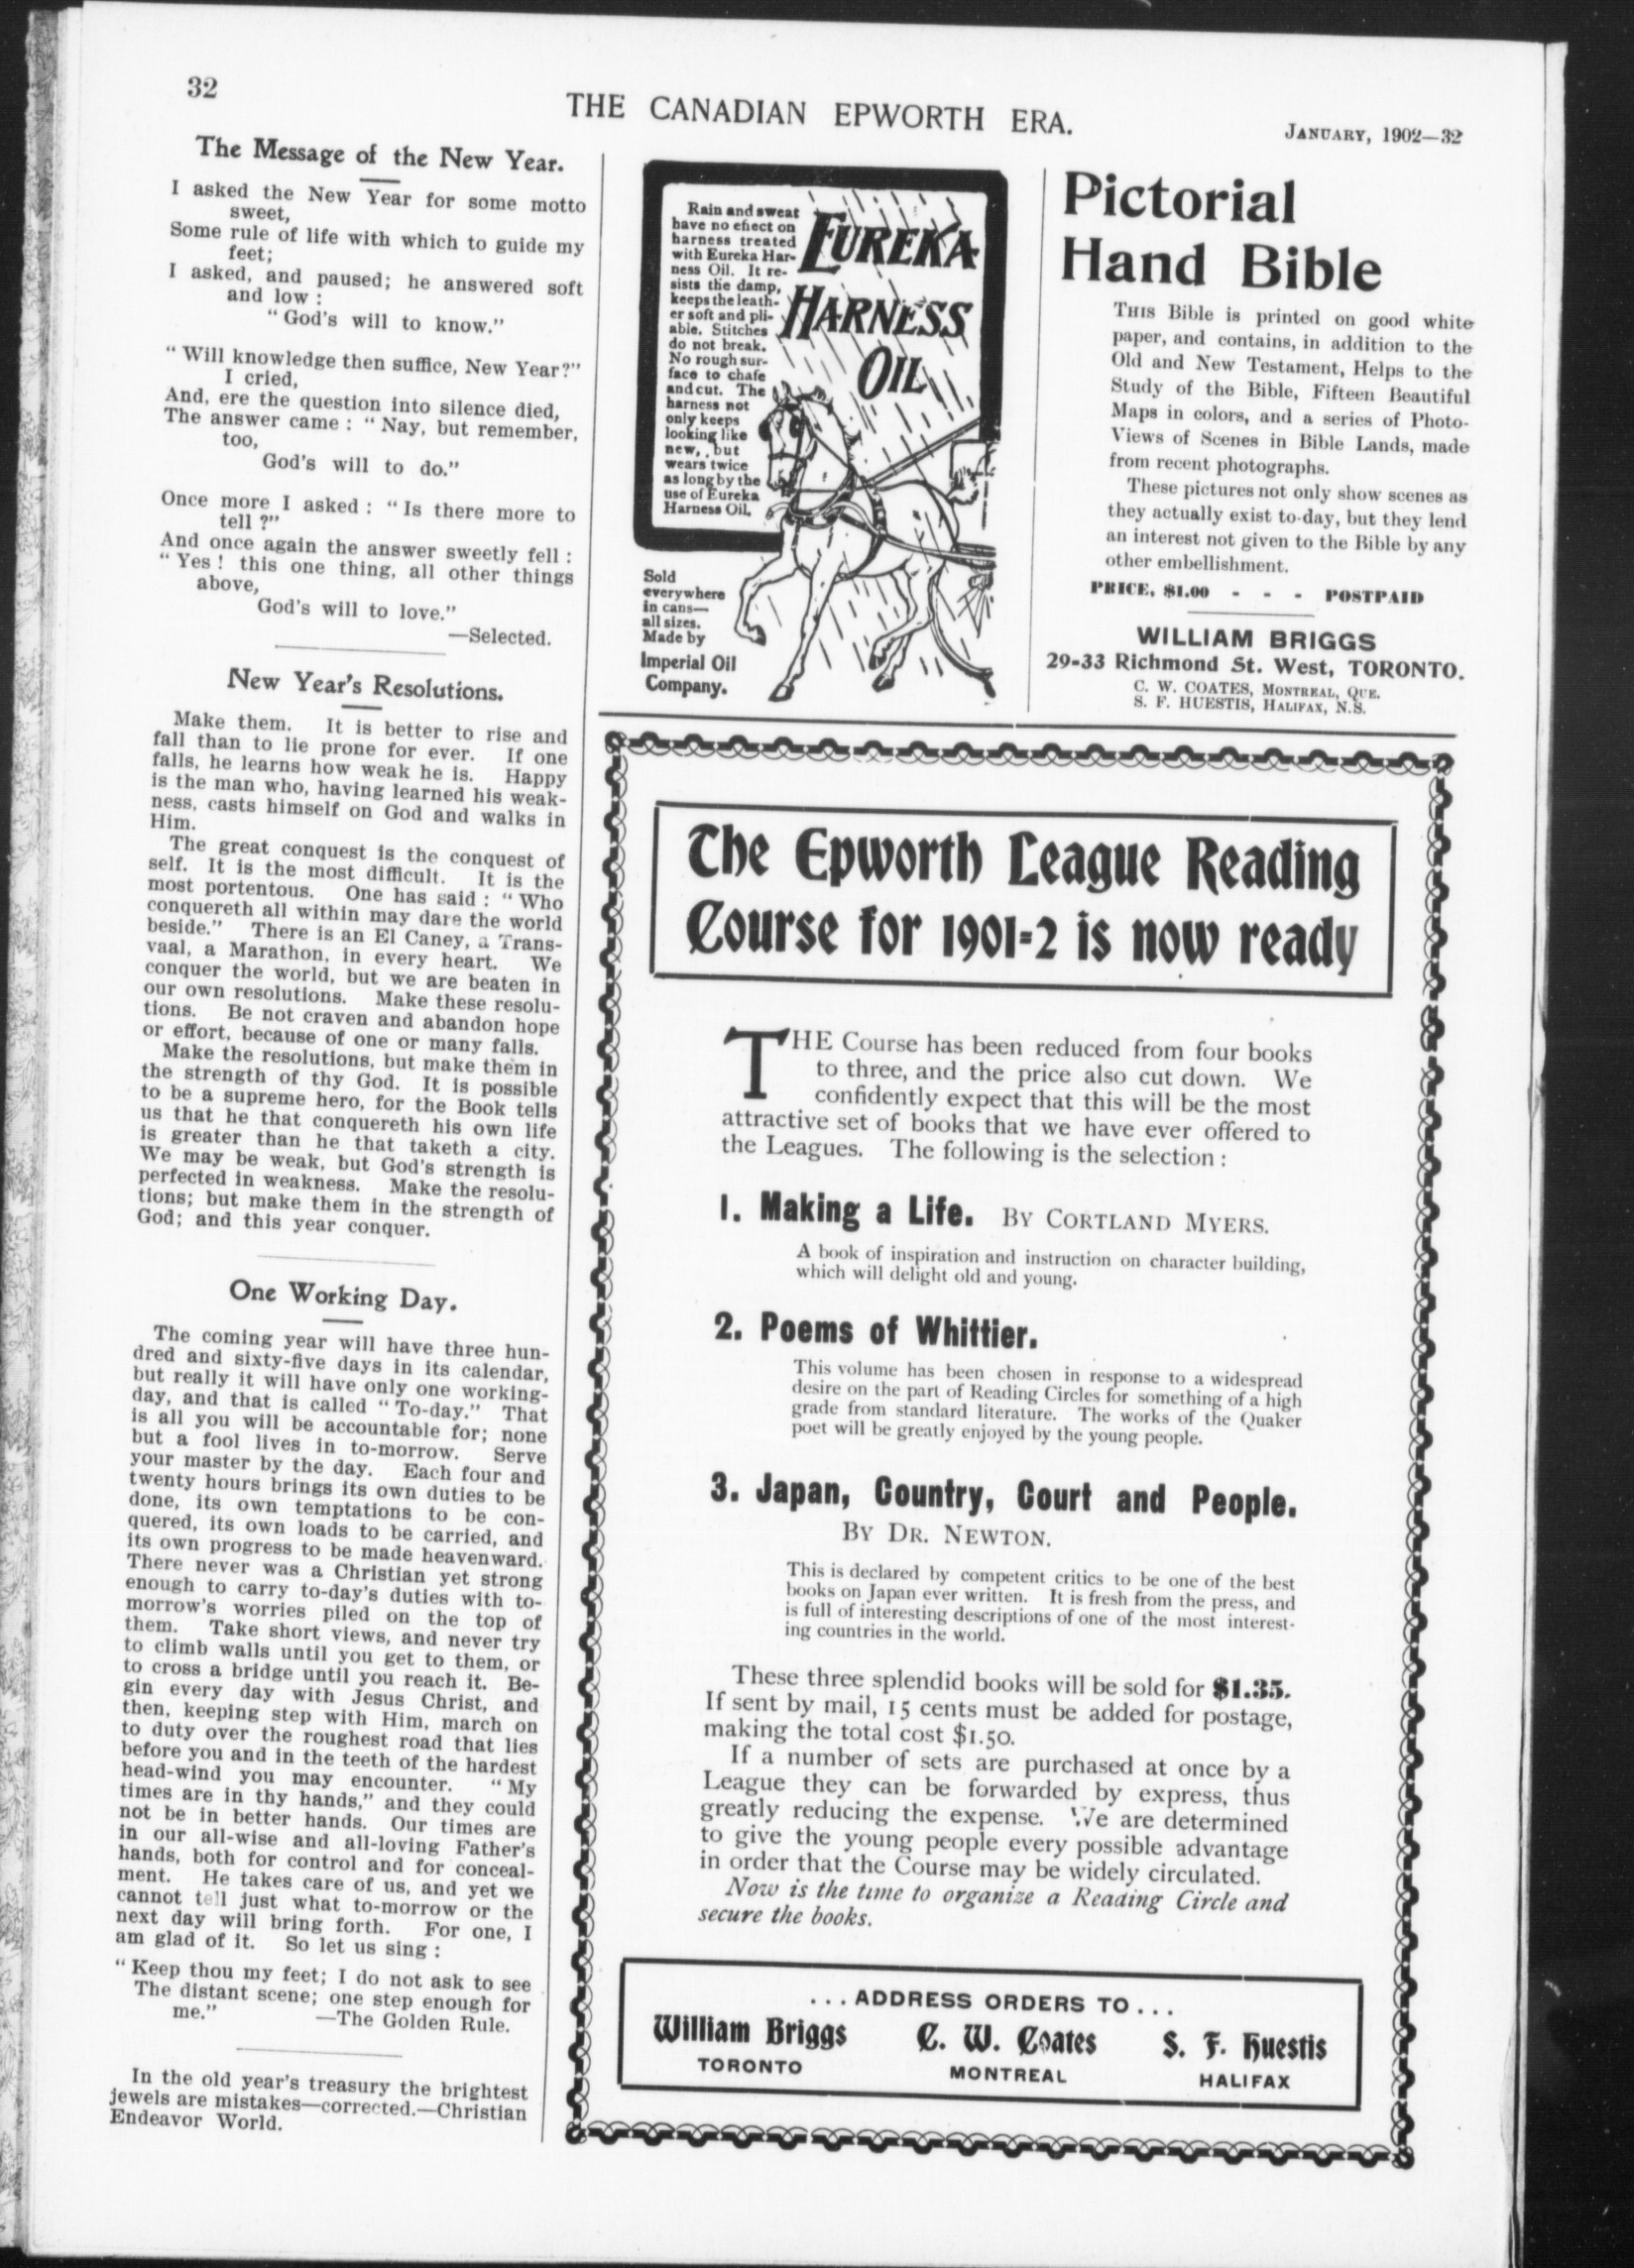 32
THE CANADIAN EPWORTH ERA.
JANUARY, 1902—32
The Message of the New Year.
I asked the New Year for some motto
sweet,
Some rule of life with which to guide my
feet;
I asked, and paused; he answered soft
and low :
" God's will to know."
" Will knowledge then suffice, New Year?"
I cried,
And, ere the question into silence died,
The answer came : " Nay, but remember,
too,
God's will to do."
Once more I asked : " Is there more to
tell ?"
And once again the answer sweetly fell :
" Yes ! this one thing, all other things
above,
God's will to love."
—Selected.
New Year's Resolutions.
Make them. It is better to rise and
fall than to lie prone for ever. If one
falls, he learns how weak he is. Happy
is the man who, having learned his weak-
ness, casts himself on God and walks in
Him.
The great conquest is the conquest of
self. It is the most difficult. It is the
most portentous. One has said : " Who
conquereth all within may dare the world
beside." There is an El Caney, a Trans-
vaal, a Marathon, in every heart. We
conquer the world, but we are beaten in
our own resolutions. Make these resolu-
tions. Be not craven and abandon hope
or effort, because of one or many falls.
Make the resolutions, but make them in
the strength of thy God. It is possible
to be a supreme hero, for the Book tells
us that he that conquereth his own life
is greater than he that taketh a city.
We may be weak, but God's strength is
perfected in weakness. Make the resolu-
tions; but make them in the strength of
God; and this year conquer.
One Working Day.
The coming year will have three hun-
dred and sixty-five days in its calendar,
but really it will have only one working-
day, and that is called " To-day." That
is all you will be accountable for; none
but a fool lives in to-morrow. Serve
your master by the day. Each four and
twenty hours brings its own duties to be
done, its own temptations to be con-
quered, its own loads to be carried, and
its own progress to be made heavenward.
There never was a Christian yet strong
enough to carry to-day's duties with to-
morrow's worries piled on the top of
them. Take short views, and never try
to climb walls until you get to them, or
to cross a bridge until you reach it. Be-
gin every day with Jesus Christ, and
then, keeping step with Him, march on
to duty over the roughest road that lies
before you and in the teeth of the hardest
head-wind you may encounter. " My
times are in thy hands," and they could
not be in better hands. Our times are
in our all-wise and all-loving Father's
hands, both for control and for conceal-
ment. He takes care of us, and yet we
cannot tell just what to-morrow or the
next day will bring forth. For one, I
am glad of it. So let us sing :
" Keep thou my feet; I do not ask to see
The distant scene; one step enough for
me." —The Golden Rule.
In the old year's treasury the brightest
jewels are mistakes—corrected.—Christian
Endeavor World.
Rain and sweat
have no effect on
harness treated
with Eureka Har-
ness Oil. It re-
sists the damp,
keeps the leath-
er soft and pli-
able. Stitches
do not break.
No rough sur-
face to chafe
and cut. The
harness not
only keeps
looking like
new, but
wears twice
as long by the
use of Eureka
Harness Oil.
EUREKA
HARNESS
OIL
Sold
everywhere
in cans—
all sizes.
Made by
Imperial Oil
Company.
Pictorial
Hand Bible
THIS Bible is printed on good white
paper, and contains, in addition to the
Old and New Testament, Helps to the
Study of the Bible, Fifteen Beautiful
Maps in colors, and a series of Photo-
Views of Scenes in Bible Lands, made
from recent photographs.
These pictures not only show scenes as
they actually exist to-day, but they lend
an interest not given to the Bible by any
other embellishment.
PRICE, $1.00 - - - POSTPAID
WILLIAM BRIGGS
29-33 Richmond St. West, TORONTO.
C. W. COATES, MONTREAL, QUE.
S. F. HUESTIS, HALIFAX, N.S.
The Epworth League Reading
Course for 1901-2 is now ready
THE Course has been reduced from four books
to three, and the price also cut down. We
confidently expect that this will be the most
attractive set of books that we have ever offered to
the Leagues. The following is the selection :
1. Making a Life. BY CORTLAND MYERS.
A book of inspiration and instruction on character building,
which will delight old and young.
2. Poems of Whittier.
This volume has been chosen in response to a widespread
desire on the part of Reading Circles for something of a high
grade from standard literature. The works of the Quaker
poet will be greatly enjoyed by the young people.
3. Japan, Country, Court and People.
BY DR. NEWTON.
This is declared by competent critics to be one of the best
books on Japan ever written. It is fresh from the press, and
is full of interesting descriptions of one of the most interest-
ing countries in the world.
These three splendid books will be sold for $1.35.
If sent by mail, 15 cents must be added for postage,
making the total cost $1.50.
If a number of sets are purchased at once by a
League they can be forwarded by express, thus
greatly reducing the expense. We are determined
to give the young people every possible advantage
in order that the Course may be widely circulated.
Now is the time to organize a Reading Circle and
secure the books.
...ADDRESS ORDERS TO...
William Briggs C. W. Coates S. F. Huestis
TORONTO MONTREAL HALIFAX